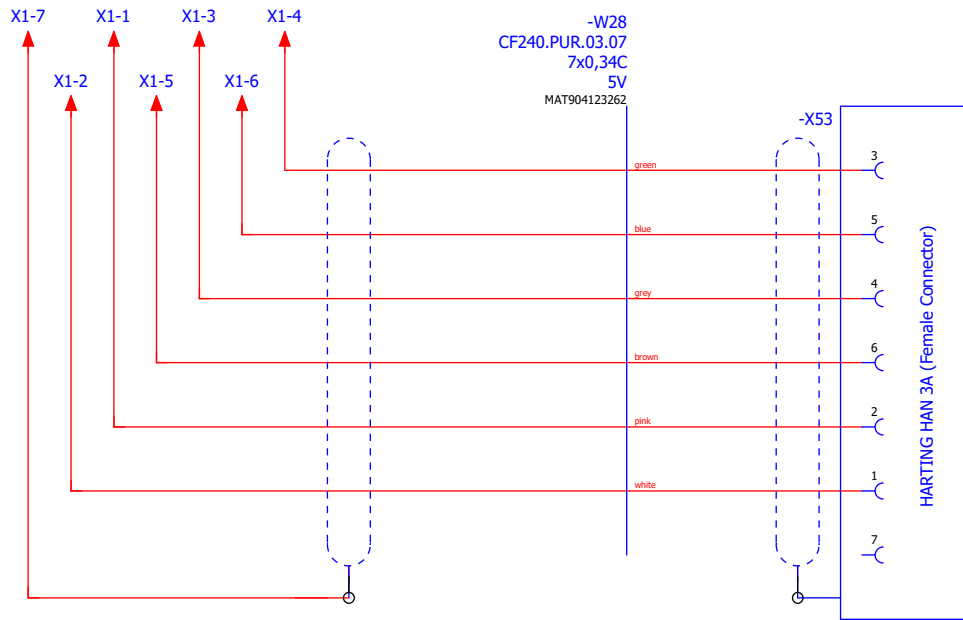 X1-7
X1-1
X1-3
X1-4
X1-2
X1-5
X1-6
-W28
CF240.PUR.03.07
7x0,34C
5V
MAT904123262
-X53
green
3
blue
5
grey
4
brown
6
pink
2
white
1
7
HARTING HAN 3A (Female Connector)